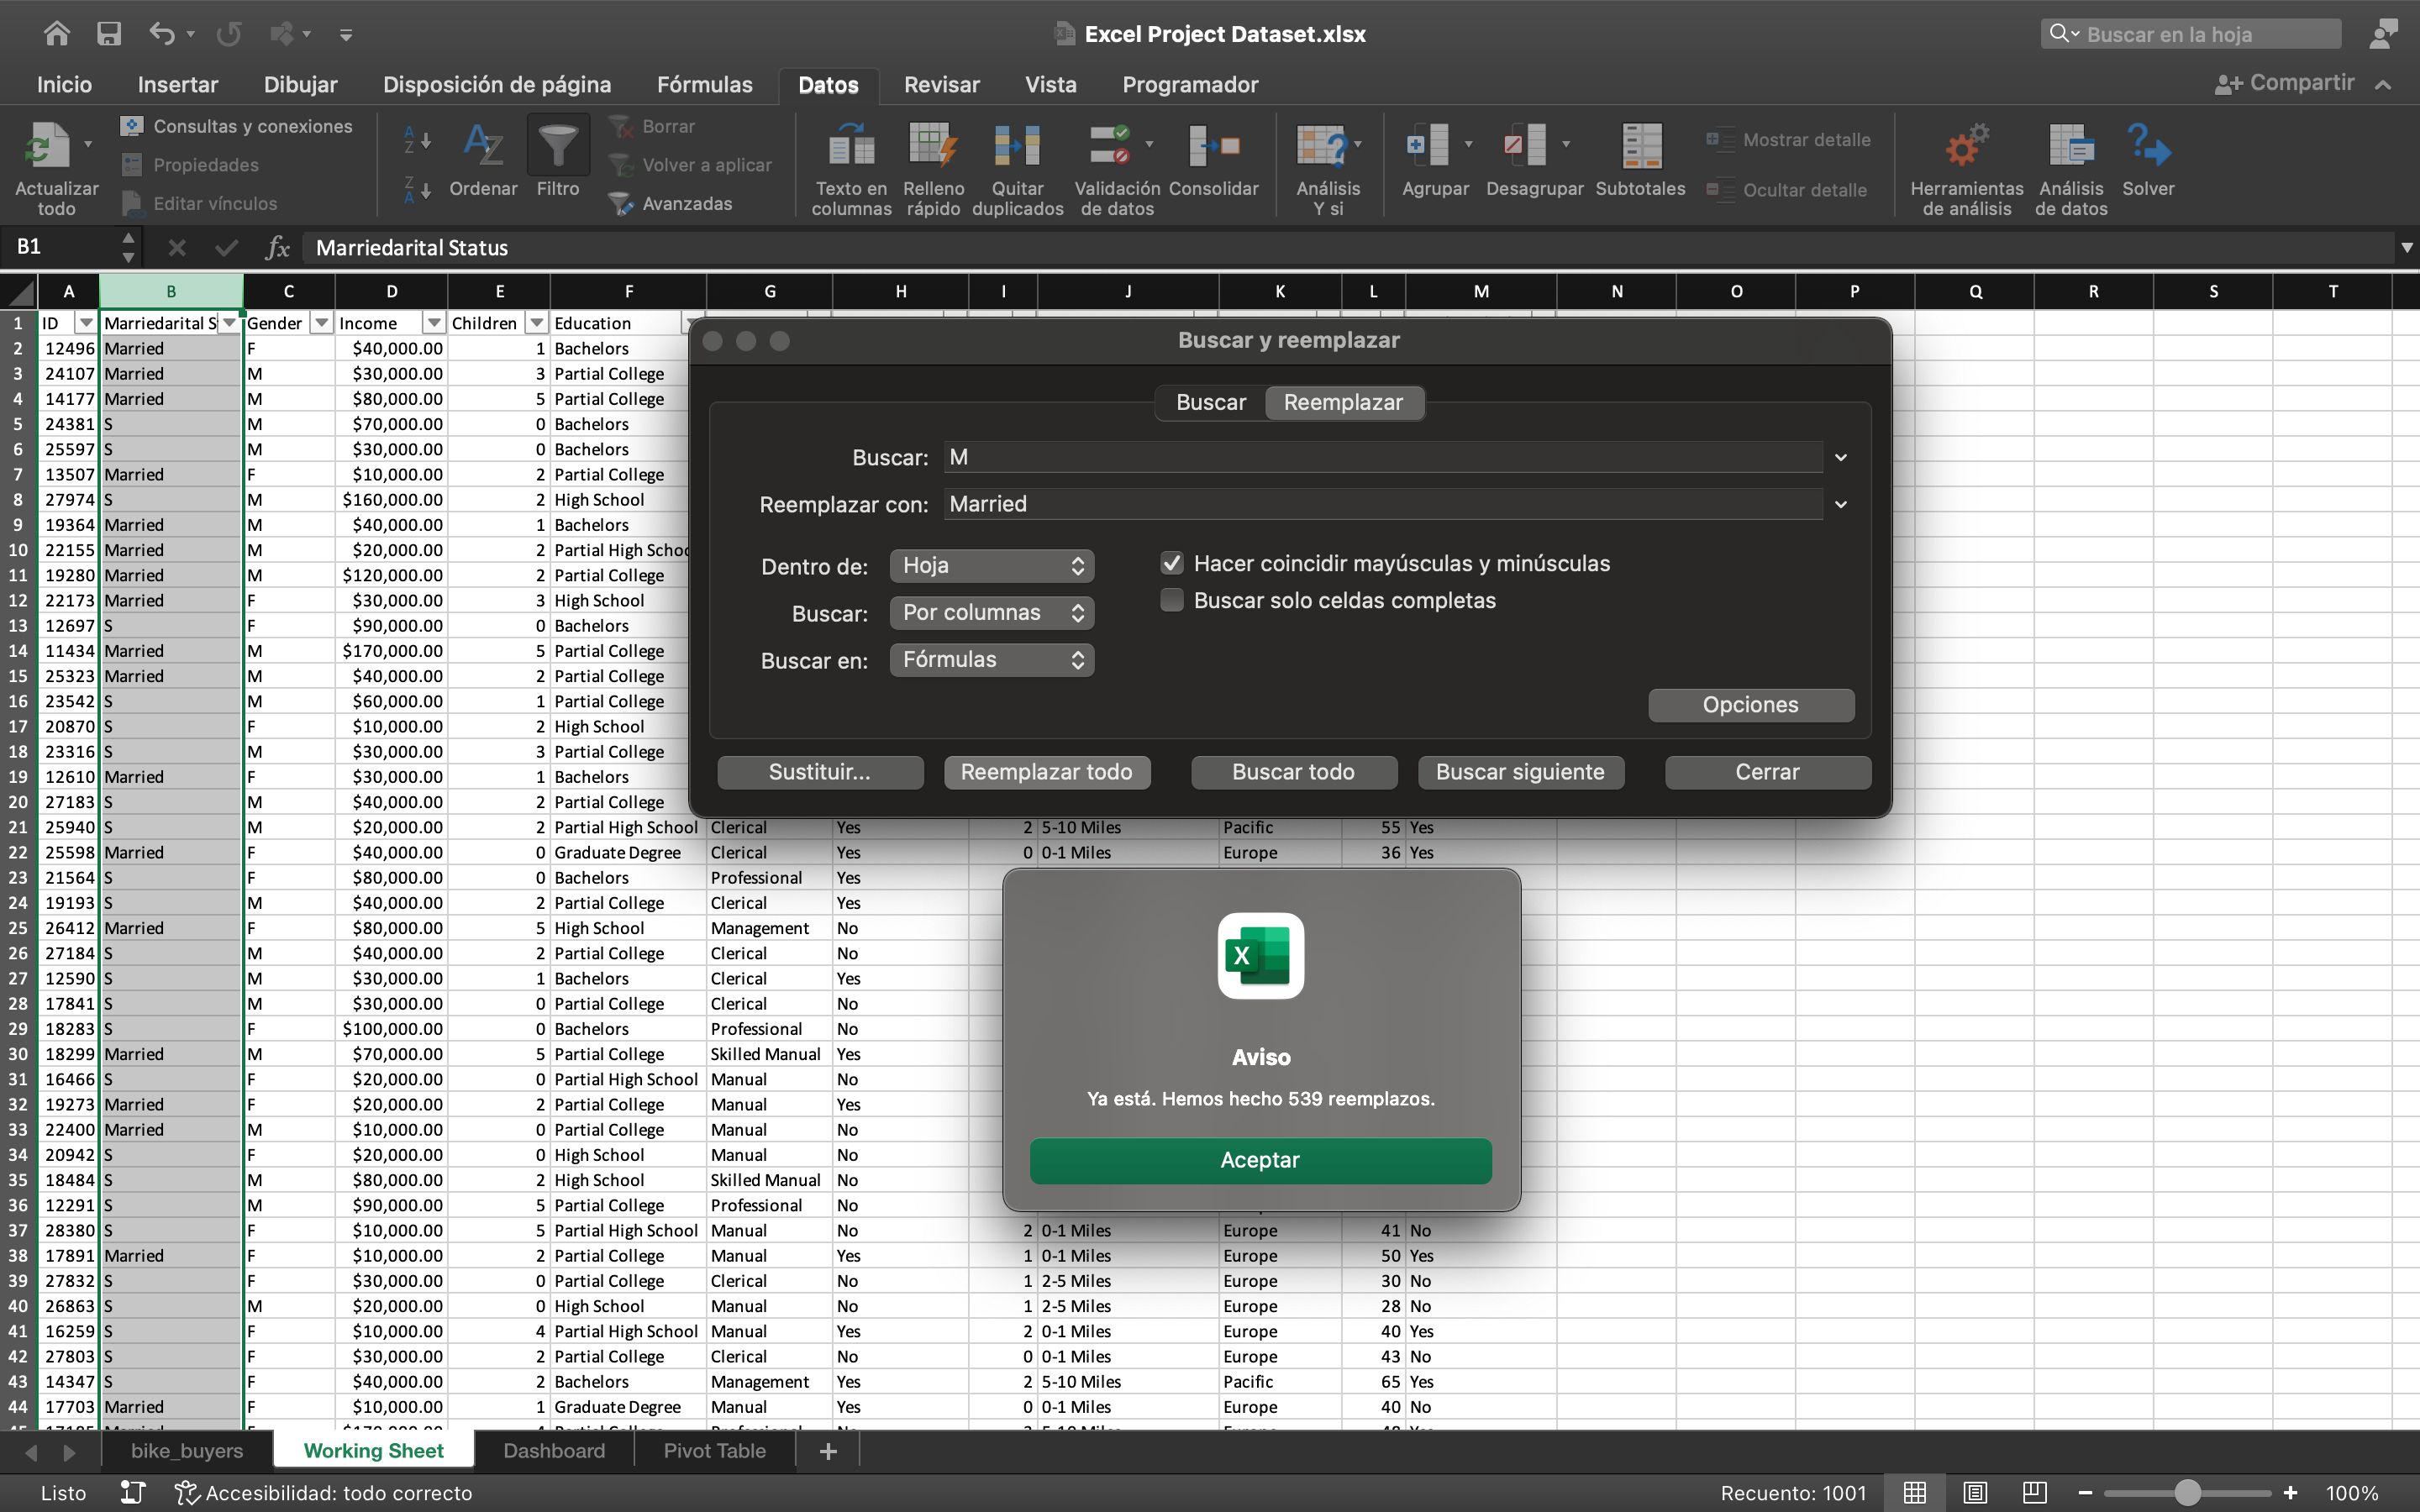 Excel Project Dataset.xlsx
Buscar en la hoja
Inicio Insertar Dibujar Disposición de página Fórmulas Datos Revisar Vista Programador Compartir
Actualizar todo
Consultas y conexiones
Propiedades
Editar vínculos
Ordenar
Filtro
Borrar
Volver a aplicar
Avanzadas
Texto en columnas
Relleno rápido
Quitar duplicados
Validación de datos
Consolidar
Análisis Y si
Agrupar
Desagrupar
Subtotales
Mostrar detalle
Ocultar detalle
Herramientas de análisis
Análisis de datos
Solver
B1 fx Marriedarital Status
A B C D E F G H I J K L M N O P Q R S T
1 ID Marriedarital S Gender Income Children Education
2 12496 Married F $40,000.00 1 Bachelors
3 24107 Married M $30,000.00 3 Partial College
4 14177 Married M $80,000.00 5 Partial College
5 24381 S M $70,000.00 0 Bachelors
6 25597 S M $30,000.00 0 Bachelors
7 13507 Married F $10,000.00 2 Partial College
8 27974 S M $160,000.00 2 High School
9 19364 Married M $40,000.00 1 Bachelors
10 22155 Married M $20,000.00 2 Partial High Schoo
11 19280 Married M $120,000.00 2 Partial College
12 22173 Married F $30,000.00 3 High School
13 12697 S F $90,000.00 0 Bachelors
14 11434 Married M $170,000.00 5 Partial College
15 25323 Married M $40,000.00 2 Partial College
16 23542 S M $60,000.00 1 Partial College
17 20870 S F $10,000.00 2 High School
18 23316 S M $30,000.00 3 Partial College
19 12610 Married F $30,000.00 1 Bachelors
20 27183 S M $40,000.00 2 Partial College
21 25940 S M $20,000.00 2 Partial High School Clerical Yes 2 5-10 Miles Pacific 55 Yes
22 25598 Married F $40,000.00 0 Graduate Degree Clerical Yes 0 0-1 Miles Europe 36 Yes
23 21564 S F $80,000.00 0 Bachelors Professional Yes
24 19193 S M $40,000.00 2 Partial College Clerical Yes
25 26412 Married F $80,000.00 5 High School Management No
26 27184 S M $40,000.00 2 Partial College Clerical No
27 12590 S M $30,000.00 1 Bachelors Clerical Yes
28 17841 S M $30,000.00 0 Partial College Clerical No
29 18283 S F $100,000.00 0 Bachelors Professional No
30 18299 Married M $70,000.00 5 Partial College Skilled Manual Yes
31 16466 S F $20,000.00 0 Partial High School Manual No
32 19273 Married F $20,000.00 2 Partial College Manual Yes
33 22400 Married M $10,000.00 0 Partial College Manual No
34 20942 S F $20,000.00 0 High School Manual No
35 18484 S M $80,000.00 2 High School Skilled Manual No
36 12291 S M $90,000.00 5 Partial College Professional No
37 28380 S F $10,000.00 5 Partial High School Manual No 2 0-1 Miles Europe 41 No
38 17891 Married F $10,000.00 2 Partial College Manual Yes 1 0-1 Miles Europe 50 Yes
39 27832 S F $30,000.00 0 Partial College Clerical No 1 2-5 Miles Europe 30 No
40 26863 S M $20,000.00 0 High School Manual No 1 2-5 Miles Europe 28 No
41 16259 S F $10,000.00 4 Partial High School Manual Yes 2 0-1 Miles Europe 40 Yes
42 27803 S F $30,000.00 2 Partial College Clerical No 0 0-1 Miles Europe 43 No
43 14347 S F $40,000.00 2 Bachelors Management Yes 2 5-10 Miles Pacific 65 Yes
44 17703 Married F $10,000.00 1 Graduate Degree Manual Yes 0 0-1 Miles Europe 40 No
Buscar y reemplazar
Buscar Reemplazar
Buscar: M
Reemplazar con: Married
Dentro de: Hoja
Hacer coincidir mayúsculas y minúsculas
Buscar: Por columnas
Buscar solo celdas completas
Buscar en: Fórmulas
Opciones
Sustituir... Reemplazar todo Buscar todo Buscar siguiente Cerrar
Aviso
Ya está. Hemos hecho 539 reemplazos.
Aceptar
bike_buyers Working Sheet Dashboard Pivot Table +
Listo Accesibilidad: todo correcto Recuento: 1001 100%